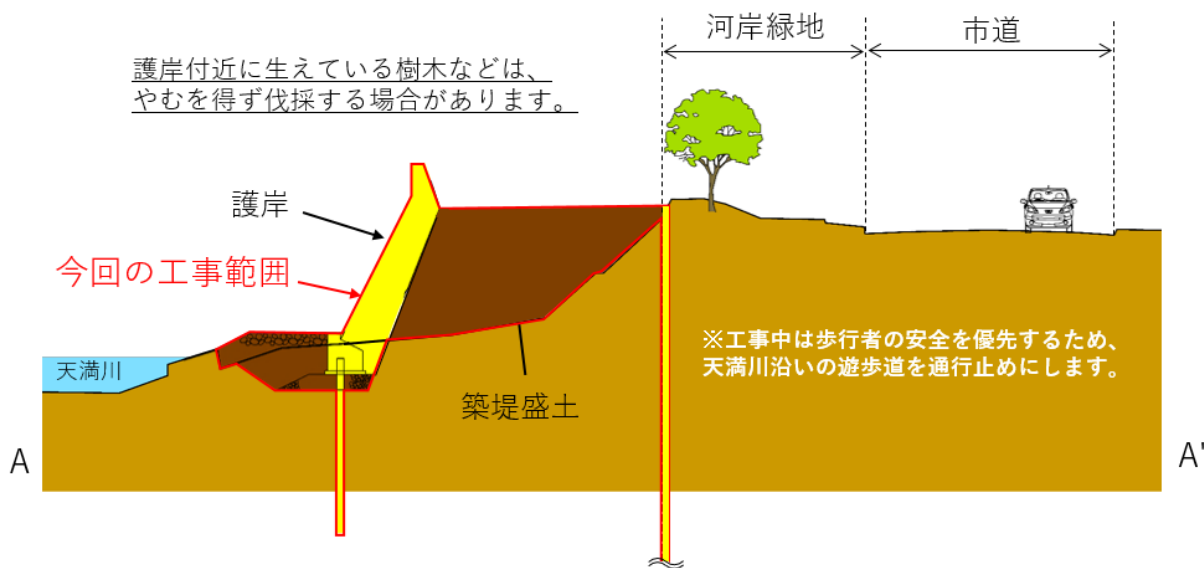 河岸緑地
市道
護岸付近に生えている樹木などは、
やむを得ず伐採する場合があります。
護岸
今回の工事範囲
天満川
築堤盛土
※工事中は歩行者の安全を優先するため、
天満川沿いの遊歩道を通行止めにします。
A
A'